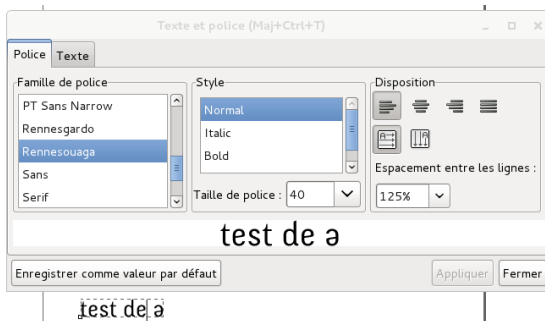 Texte et police (Maj+Ctrl+T)
Police Texte
Famille de police
PT Sans Narrow
Rennesgardo
Rennesouaga
Sans
Serif
Style
Normal
Italic
Bold
Taille de police : 40
Disposition
Espacement entre les lignes :
125%
test de ə
Enregistrer comme valeur par défaut
Appliquer Fermer
test de ə